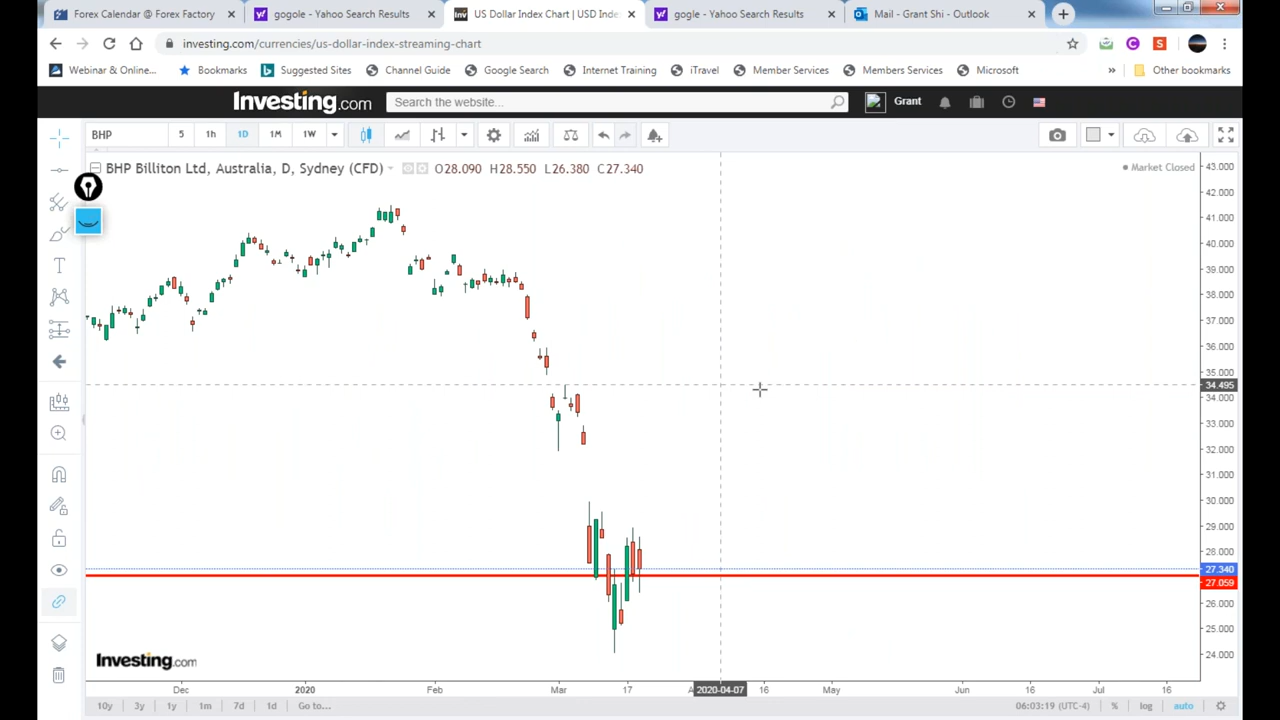 Forex Calendar @ Forex Factory
gogole - Yahoo Search Results
Inv
US Dollar Index Chart | USD Inde
gogle - Yahoo Search Results
Mail - Grant Shi - Outlook
investing.com/currencies/us-dollar-index-streaming-chart
Webinar & Online...
Bookmarks
Suggested Sites
Channel Guide
Google Search
Internet Training
iTravel
Member Services
Members Services
Microsoft
»
Other bookmarks
Investing.com
Search the website...
Grant
BHP
5
1h
1D
1M
1W
BHP Billiton Ltd, Australia, D, Sydney (CFD)
O28.090 H28.550 L26.380 C27.340
Market Closed
43.000
42.000
41.000
40.000
39.000
38.000
37.000
36.000
35.000
34.495
34.000
33.000
32.000
31.000
30.000
29.000
28.000
27.340
27.059
26.000
25.000
24.000
Investing.com
Dec
2020
Feb
Mar
17
2020-04-07
16
May
Jun
16
Jul
16
10y
3y
1y
1m
7d
1d
Go to...
06:03:19 (UTC-4)
%
log
auto